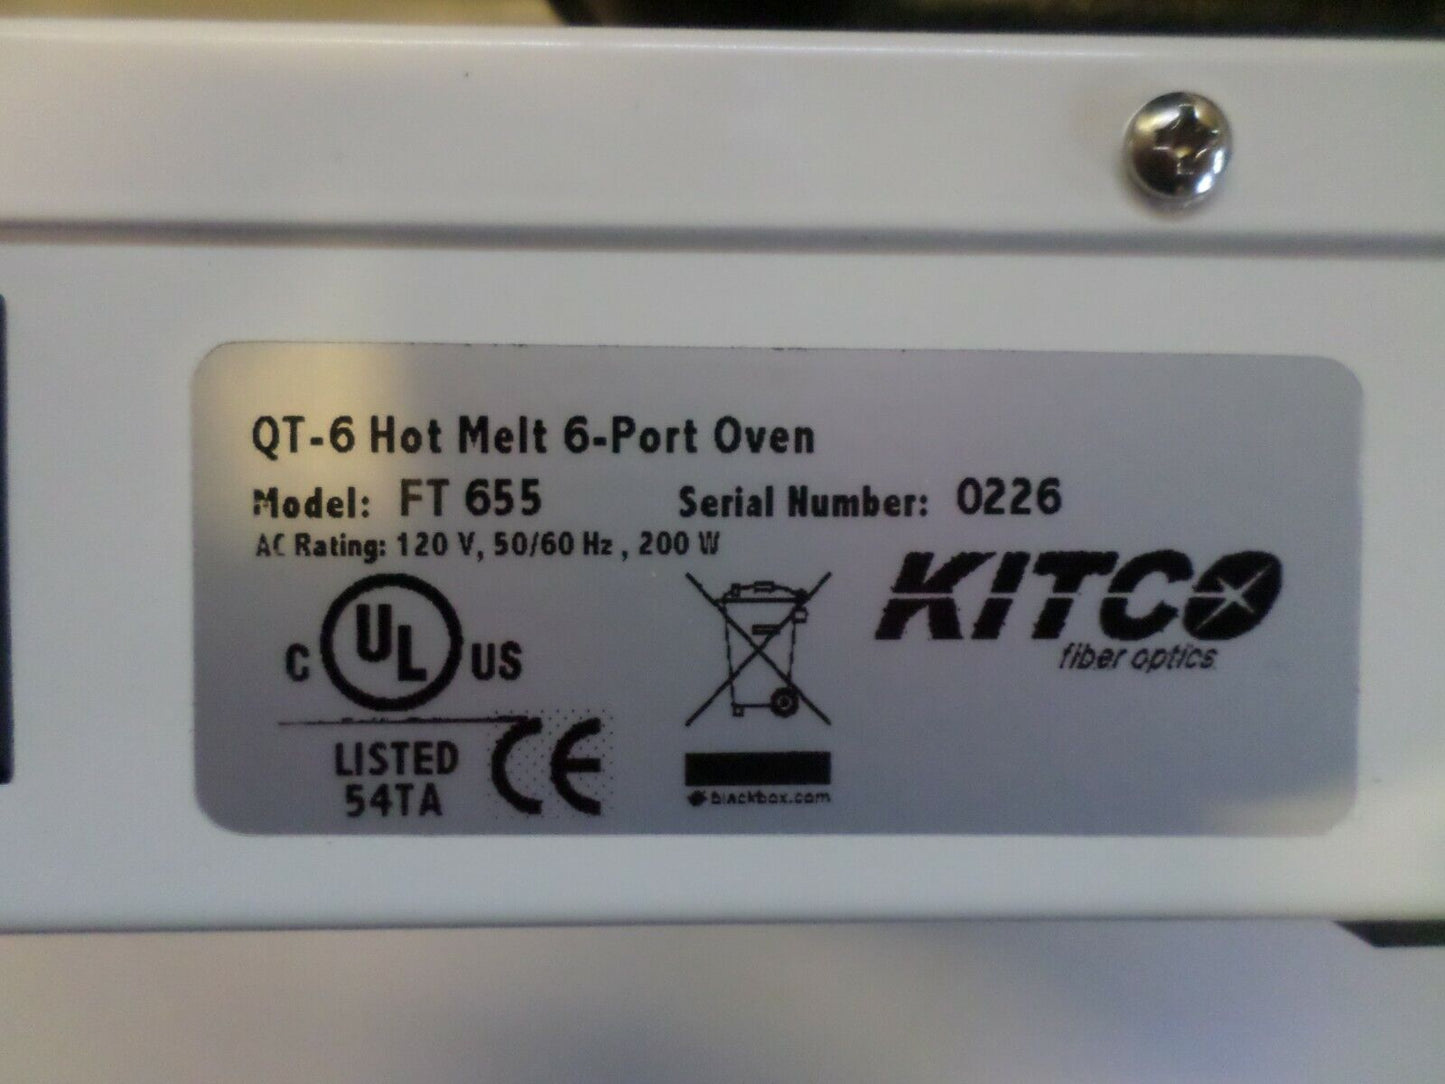 QT-6 Hot Melt 6-Port Oven
Model: FT 655 Serial Number: 0226
AC Rating: 120 V, 50/60 Hz , 200 W
KITCO
fiber optics
C UL US
LISTED
54TA
CE
blackbox.com